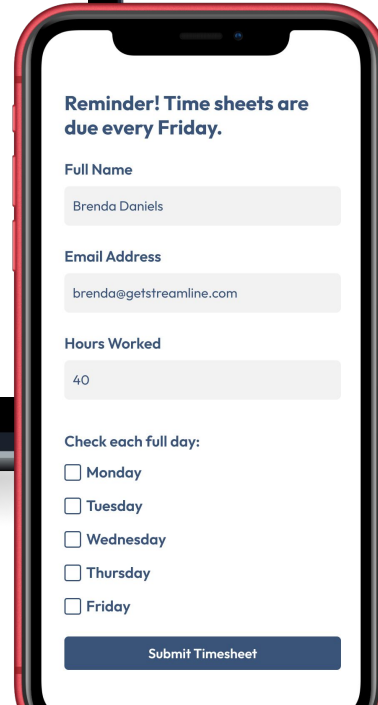 Reminder! Time sheets are
due every Friday.
Full Name
Brenda Daniels
Email Address
brenda@getstreamline.com
Hours Worked
40
Check each full day:
Monday
Tuesday
Wednesday
Thursday
Friday
Submit Timesheet